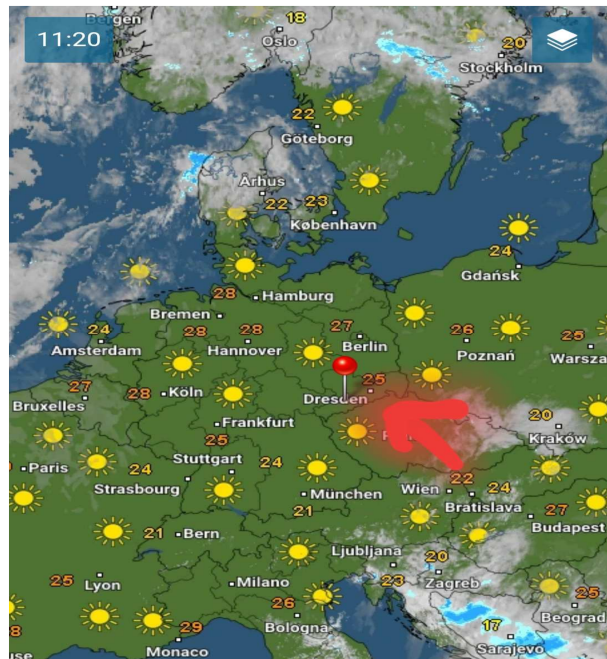 Bergen
18
11:20
Oslo
20
Stockholm
22
Göteborg
Århus
22
23
København
24
Gdańsk
28
Hamburg
Bremen
24
28
28
27
26
25
Amsterdam
Hannover
Berlin
Poznań
Warsza
27
28
Köln
25
Bruxelles
Dresden
20
Frankfurt
Kraków
25
Paris
24
Stuttgart
24
22
24
Strasbourg
München
Wien
Bratislava
21
27
Budapest
21
Bern
Ljubljana
20
25
Lyon
Milano
23
Zagreb
25
26
Beograd
Bologna
17
29
Sarajevo
Monaco